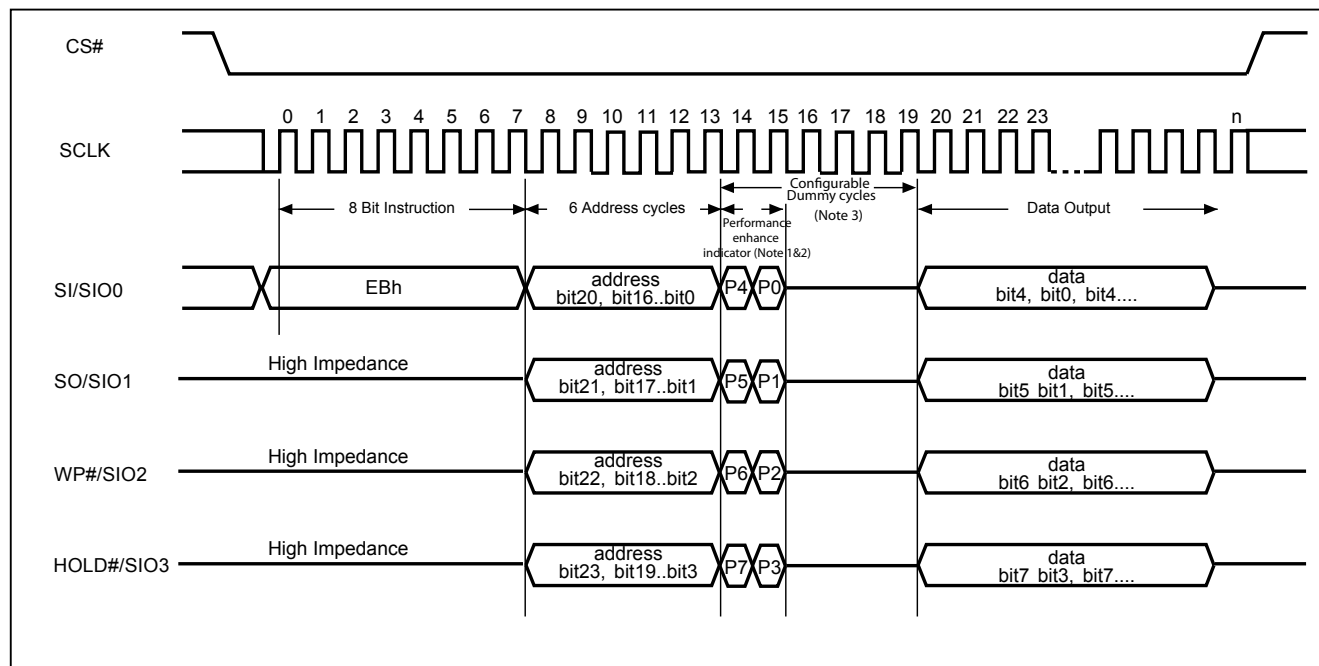 CS#
0 1 2 3 4 5 6 7 8 9 10 11 12 13 14 15 16 17 18 19 20 21 22 23 n
SCLK
Configurable
Dummy cycles
(Note 3)
8 Bit Instruction 6 Address cycles Data Output
Performance
enhance
indicator (Note 1&2)
SI/SIO0 EBh address
bit20, bit16..bit0 P4 P0 data
bit4, bit0, bit4....
High Impedance
SO/SIO1 address
bit21, bit17..bit1 P5 P1 data
bit5 bit1, bit5....
High Impedance
WP#/SIO2 address
bit22, bit18..bit2 P6 P2 data
bit6 bit2, bit6....
High Impedance
HOLD#/SIO3 address
bit23, bit19..bit3 P7 P3 data
bit7 bit3, bit7....